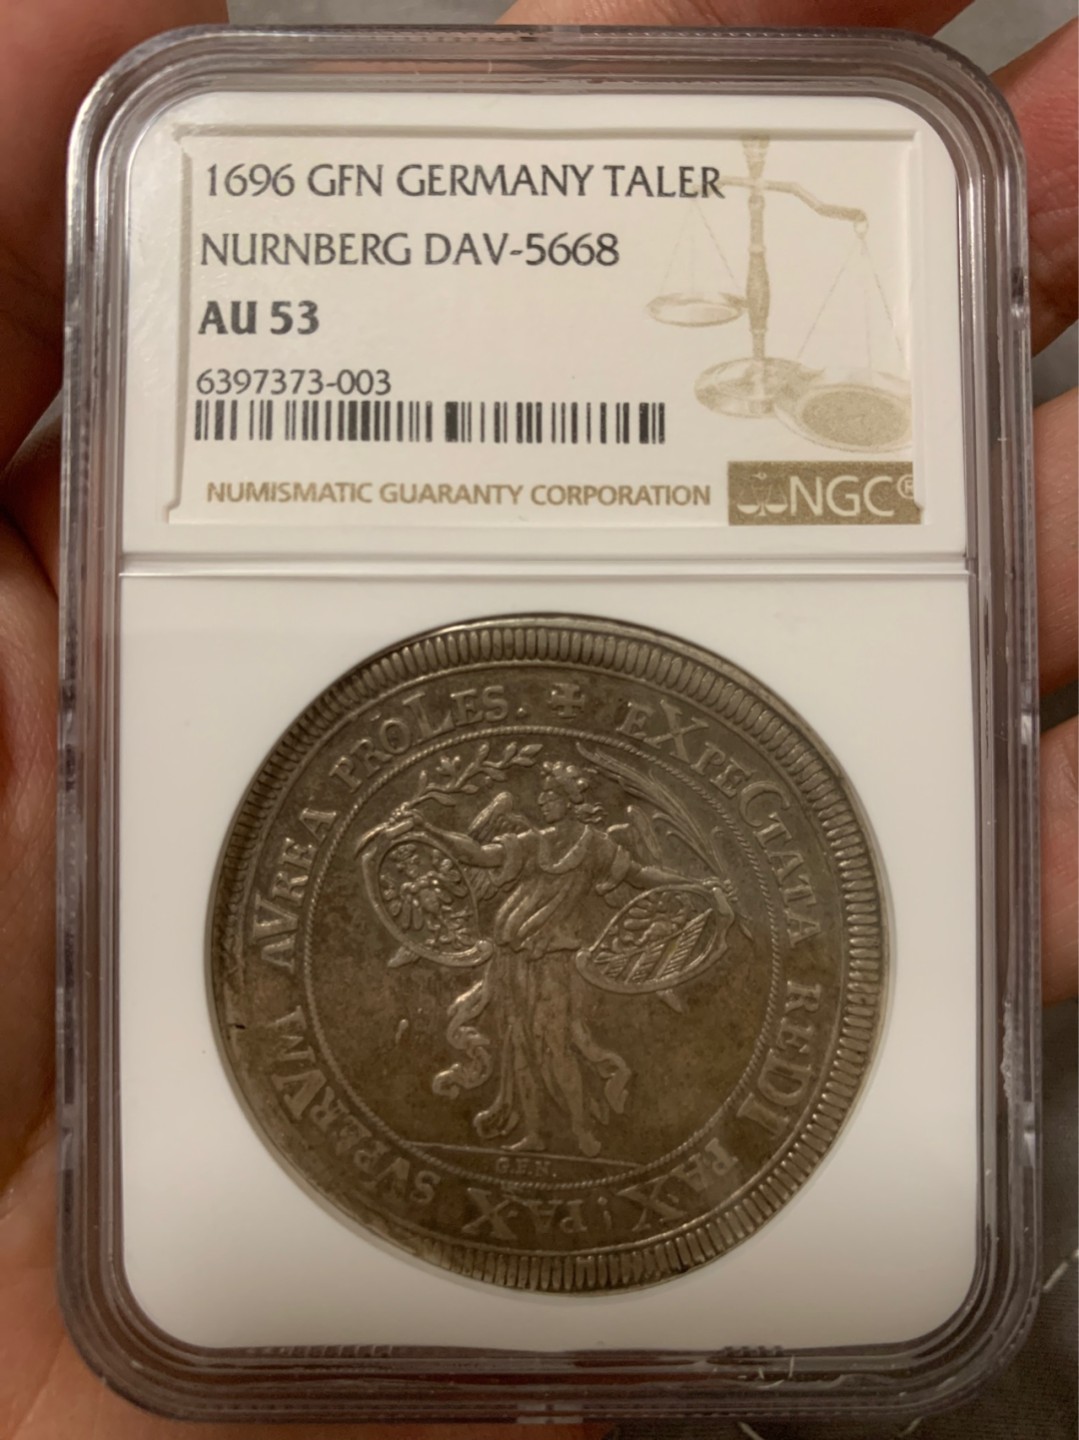 1696 GFN GERMANY TALER
NURNBERG DAV-5668
AU 53
6397373-003
NUMISMATIC GUARANTY CORPORATION
NGC®
✠ EXPECTATA REDI PAX! PAX SVPERVM AVREA PROLES.
G.F.N.